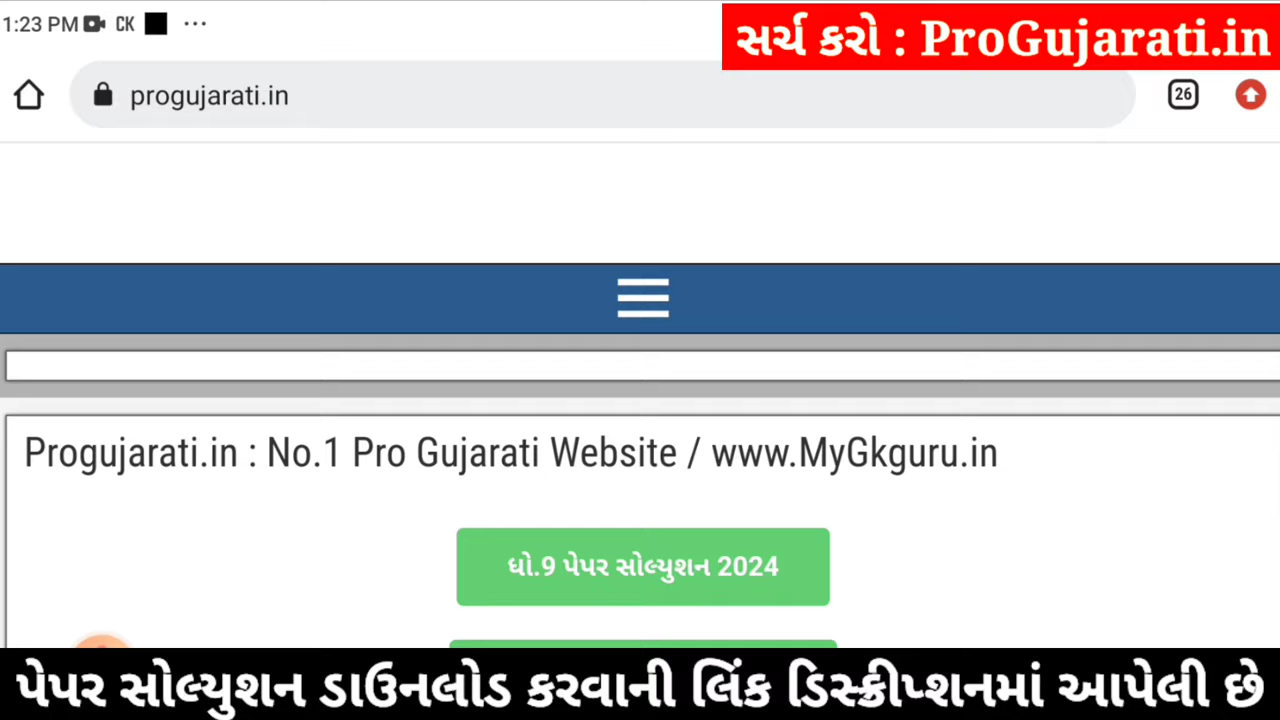 1:23 PM CK ...
સર્ચ કરો : ProGujarati.in
progujarati.in
26
Progujarati.in : No.1 Pro Gujarati Website / www.MyGkguru.in
ધો.9 પેપર સોલ્યુશન 2024
પેપર સોલ્યુશન ડાઉનલોડ કરવાની લિંક ડિસ્ક્રીપ્શનમાં આપેલી છે